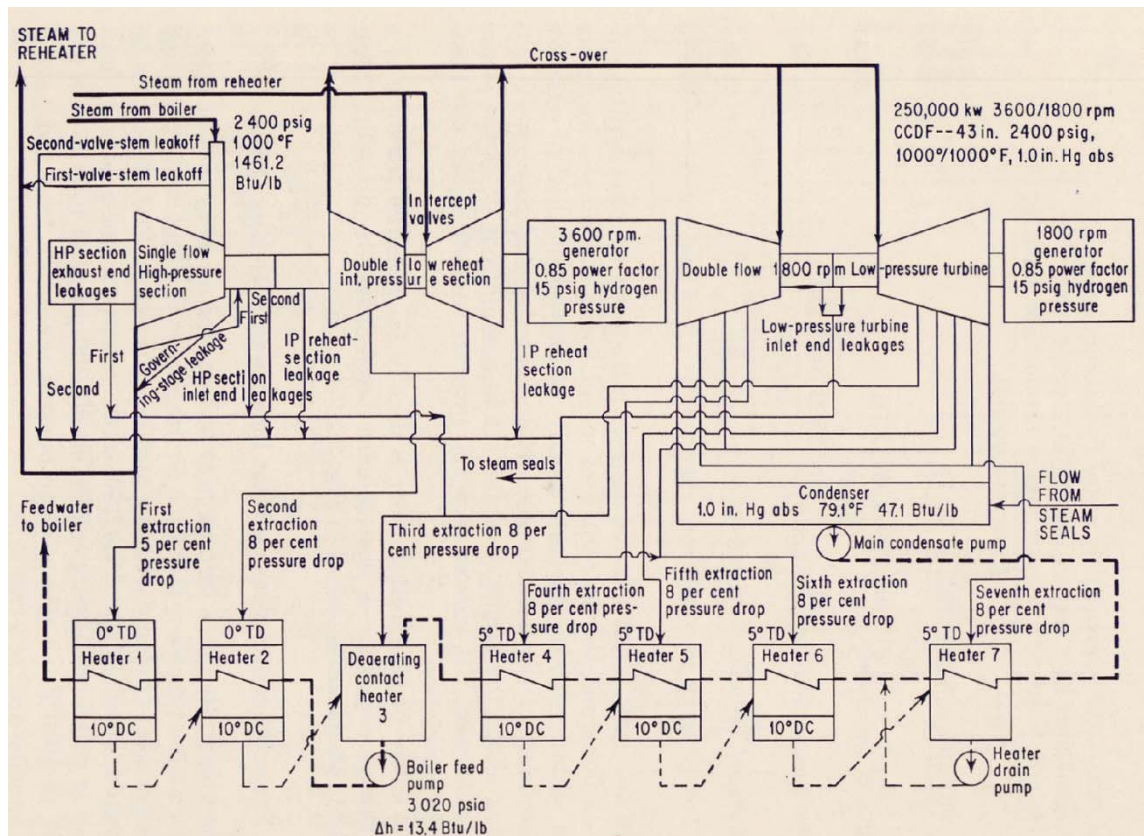 STEAM TO
REHEATER
Cross-over
Steam from reheater
Steam from boiler
Second-valve-stem leakoff
First-valve-stem leakoff
2400 psig
1000 °F
1461.2
Btu/lb
250,000 kw 3600/1800 rpm
CCDF--43 in. 2400 psig,
1000°/1000°F, 1.0 in. Hg abs
Intercept
valves
HP section
exhaust end
leakages
Single flow
High-pressure
section
Double flow reheat
int. pressure section
3600 rpm.
generator
0.85 power factor
15 psig hydrogen
pressure
Double flow 1800 rpm Low-pressure turbine
1800 rpm
generator
0.85 power factor
15 psig hydrogen
pressure
First
Second
Govern-
ing-stage leakage
First
Second
HP section
inlet end leakages
IP reheat-
section
leakage
IP reheat
section
leakage
Low-pressure turbine
inlet end leakages
To steam seals
Condenser
1.0 in. Hg abs 79.1°F 47.1 Btu/lb
FLOW
FROM
STEAM
SEALS
Main condensate pump
Feedwater
to boiler
First
extraction
5 per cent
pressure
drop
Second
extraction
8 per cent
pressure drop
Third extraction 8 per
cent pressure drop
Fourth extraction
8 per cent pres-
sure drop
Fifth extraction
8 per cent
pressure drop
Sixth extraction
8 per cent
pressure drop
Seventh extraction
8 per cent
pressure drop
0° TD
Heater 1
10° DC
0° TD
Heater 2
10° DC
Deaerating
contact
heater
3
5° TD
Heater 4
10° DC
5° TD
Heater 5
10° DC
5° TD
Heater 6
10° DC
5° TD
Heater 7
Boiler feed
pump
3020 psia
Δh = 13.4 Btu/lb
Heater
drain
pump